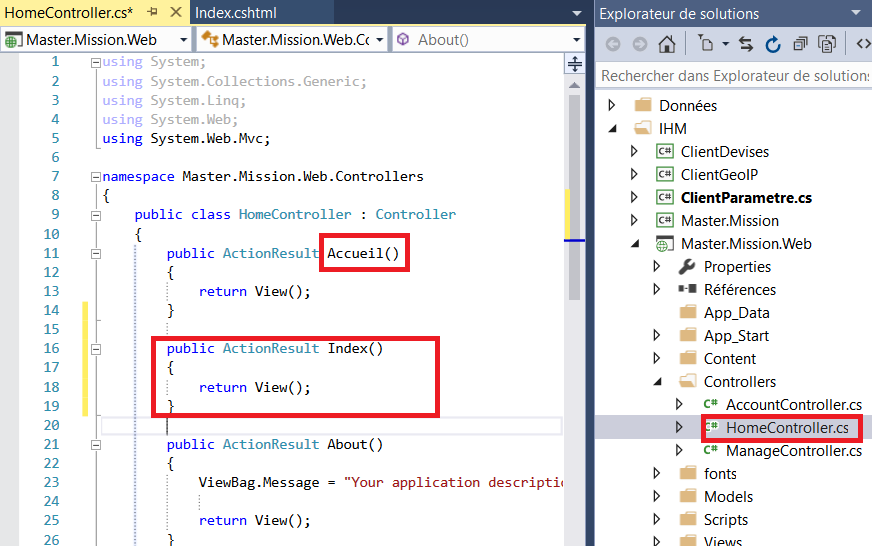 HomeController.cs* Index.cshtml
Master.Mission.Web Master.Mission.Web.Cc About()
1 using System;
2 using System.Collections.Generic;
3 using System.Linq;
4 using System.Web;
5 using System.Web.Mvc;
6
7 namespace Master.Mission.Web.Controllers
8 {
9 public class HomeController : Controller
10 {
11 public ActionResult Accueil()
12 {
13 return View();
14 }
15
16 public ActionResult Index()
17 {
18 return View();
19 }
20
21 public ActionResult About()
22 {
23 ViewBag.Message = "Your application descriptio
24
25 return View();
26 }
Explorateur de solutions
Rechercher dans Explorateur de solutions
Données
IHM
C# ClientDevises
C# ClientGeoIP
C# ClientParametre.cs
C# Master.Mission
Master.Mission.Web
Properties
Références
App_Data
App_Start
Content
Controllers
C# AccountController.cs
C# HomeController.cs
C# ManageController.cs
fonts
Models
Scripts
Views